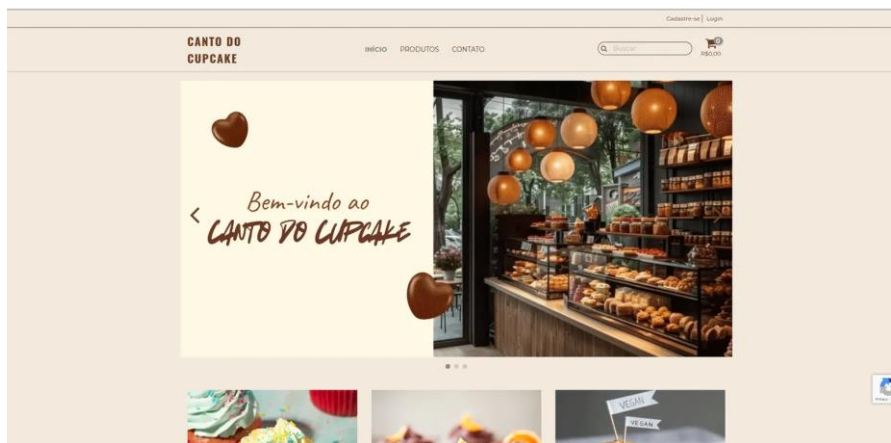 Cadastre-se | Login
CANTO DO
CUPCAKE
INÍCIO PRODUTOS CONTATO
Buscar
0
R$0,00
Bem-vindo ao
CANTO DO CUPCAKE
VEGAN
VEGAN